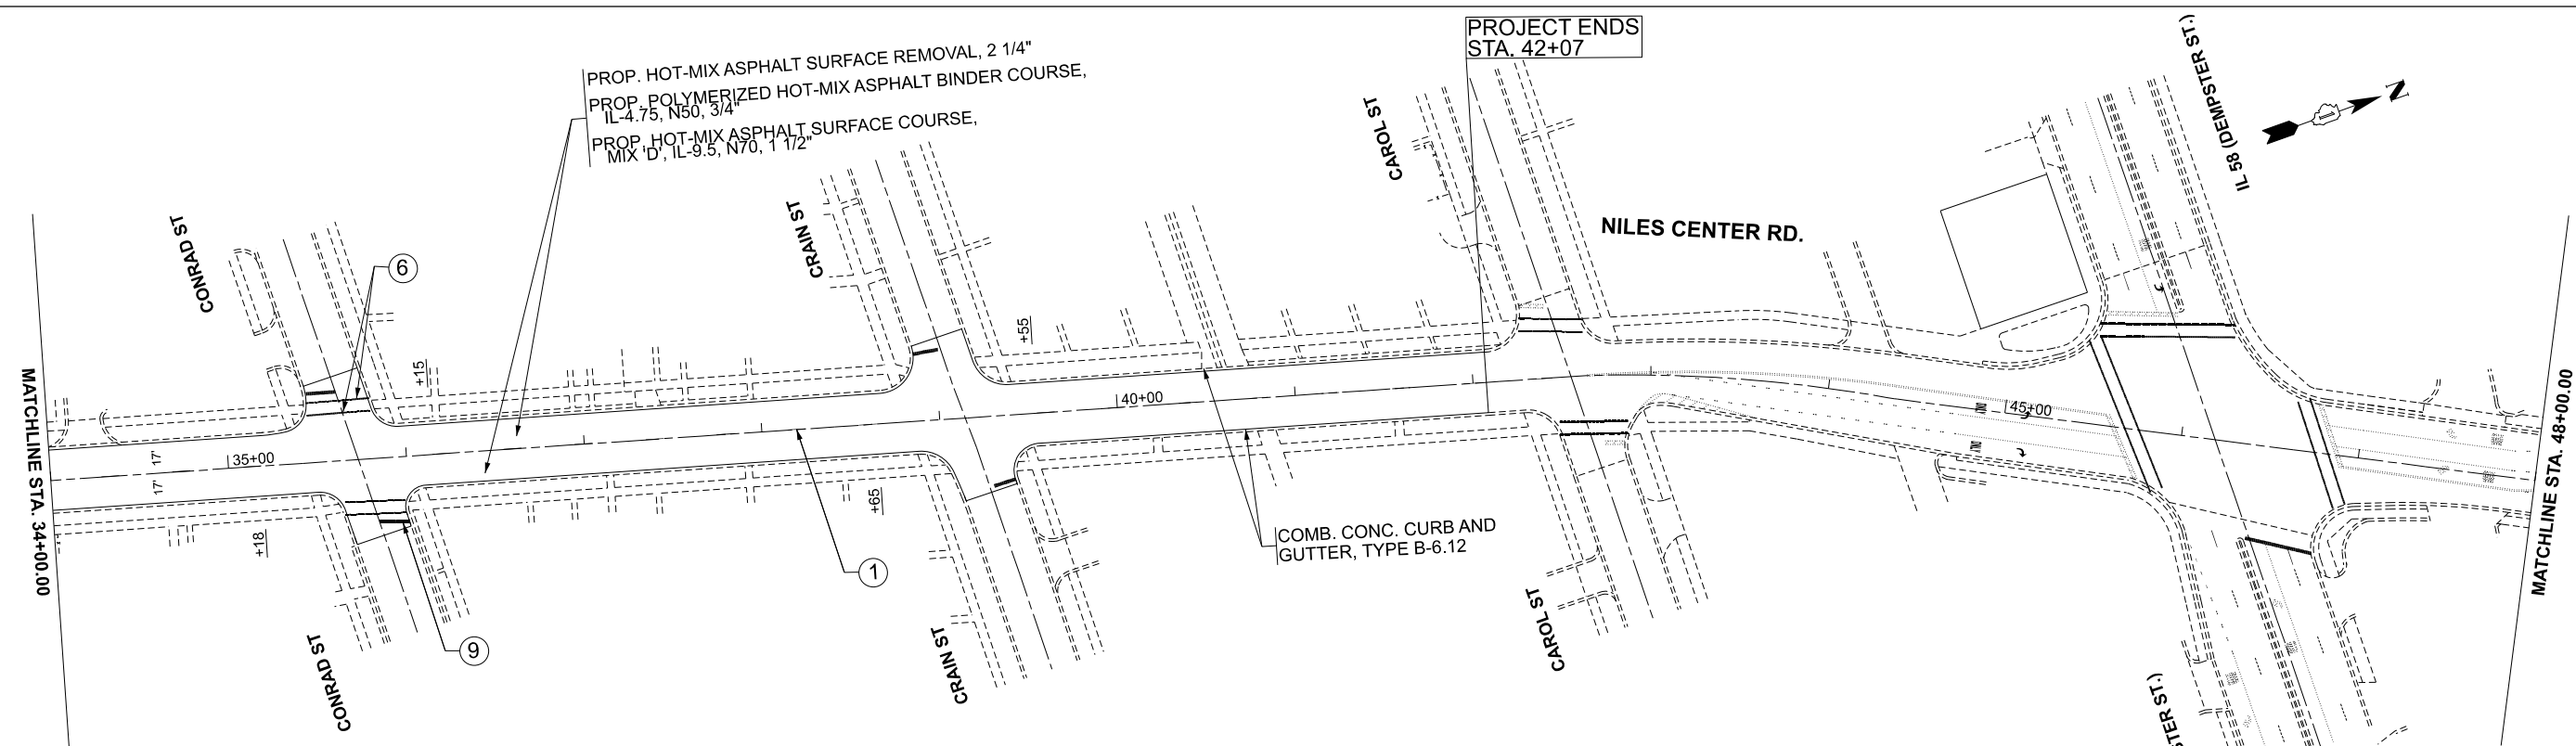 PROJECT ENDS
STA. 42+07
PROP. HOT-MIX ASPHALT SURFACE REMOVAL, 2 1/4"
PROP. POLYMERIZED HOT-MIX ASPHALT BINDER COURSE,
IL-4.75, N50, 3/4"
PROP. HOT-MIX ASPHALT SURFACE COURSE,
MIX 'D', IL-9.5, N70, 1 1/2"
CONRAD ST
6
CRAIN ST
CAROL ST
NILES CENTER RD.
IL 58 (DEMPSTER ST.)
N
+15
+55
MATCHLINE STA. 34+00.00
17'
17'
35+00
40+00
45+00
MATCHLINE STA. 48+00.00
+18
+65
1
9
COMB. CONC. CURB AND
GUTTER, TYPE B-6.12
CONRAD ST
CRAIN ST
CAROL ST
STER ST.)